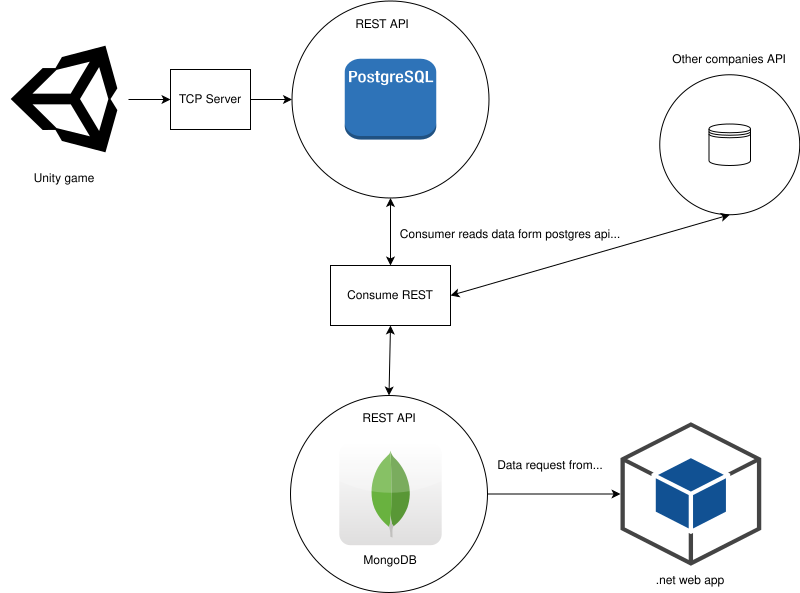 REST API
PostgreSQL
Other companies API
TCP Server
Unity game
Consumer reads data form postgres api...
Consume REST
REST API
Data request from...
MongoDB
.net web app